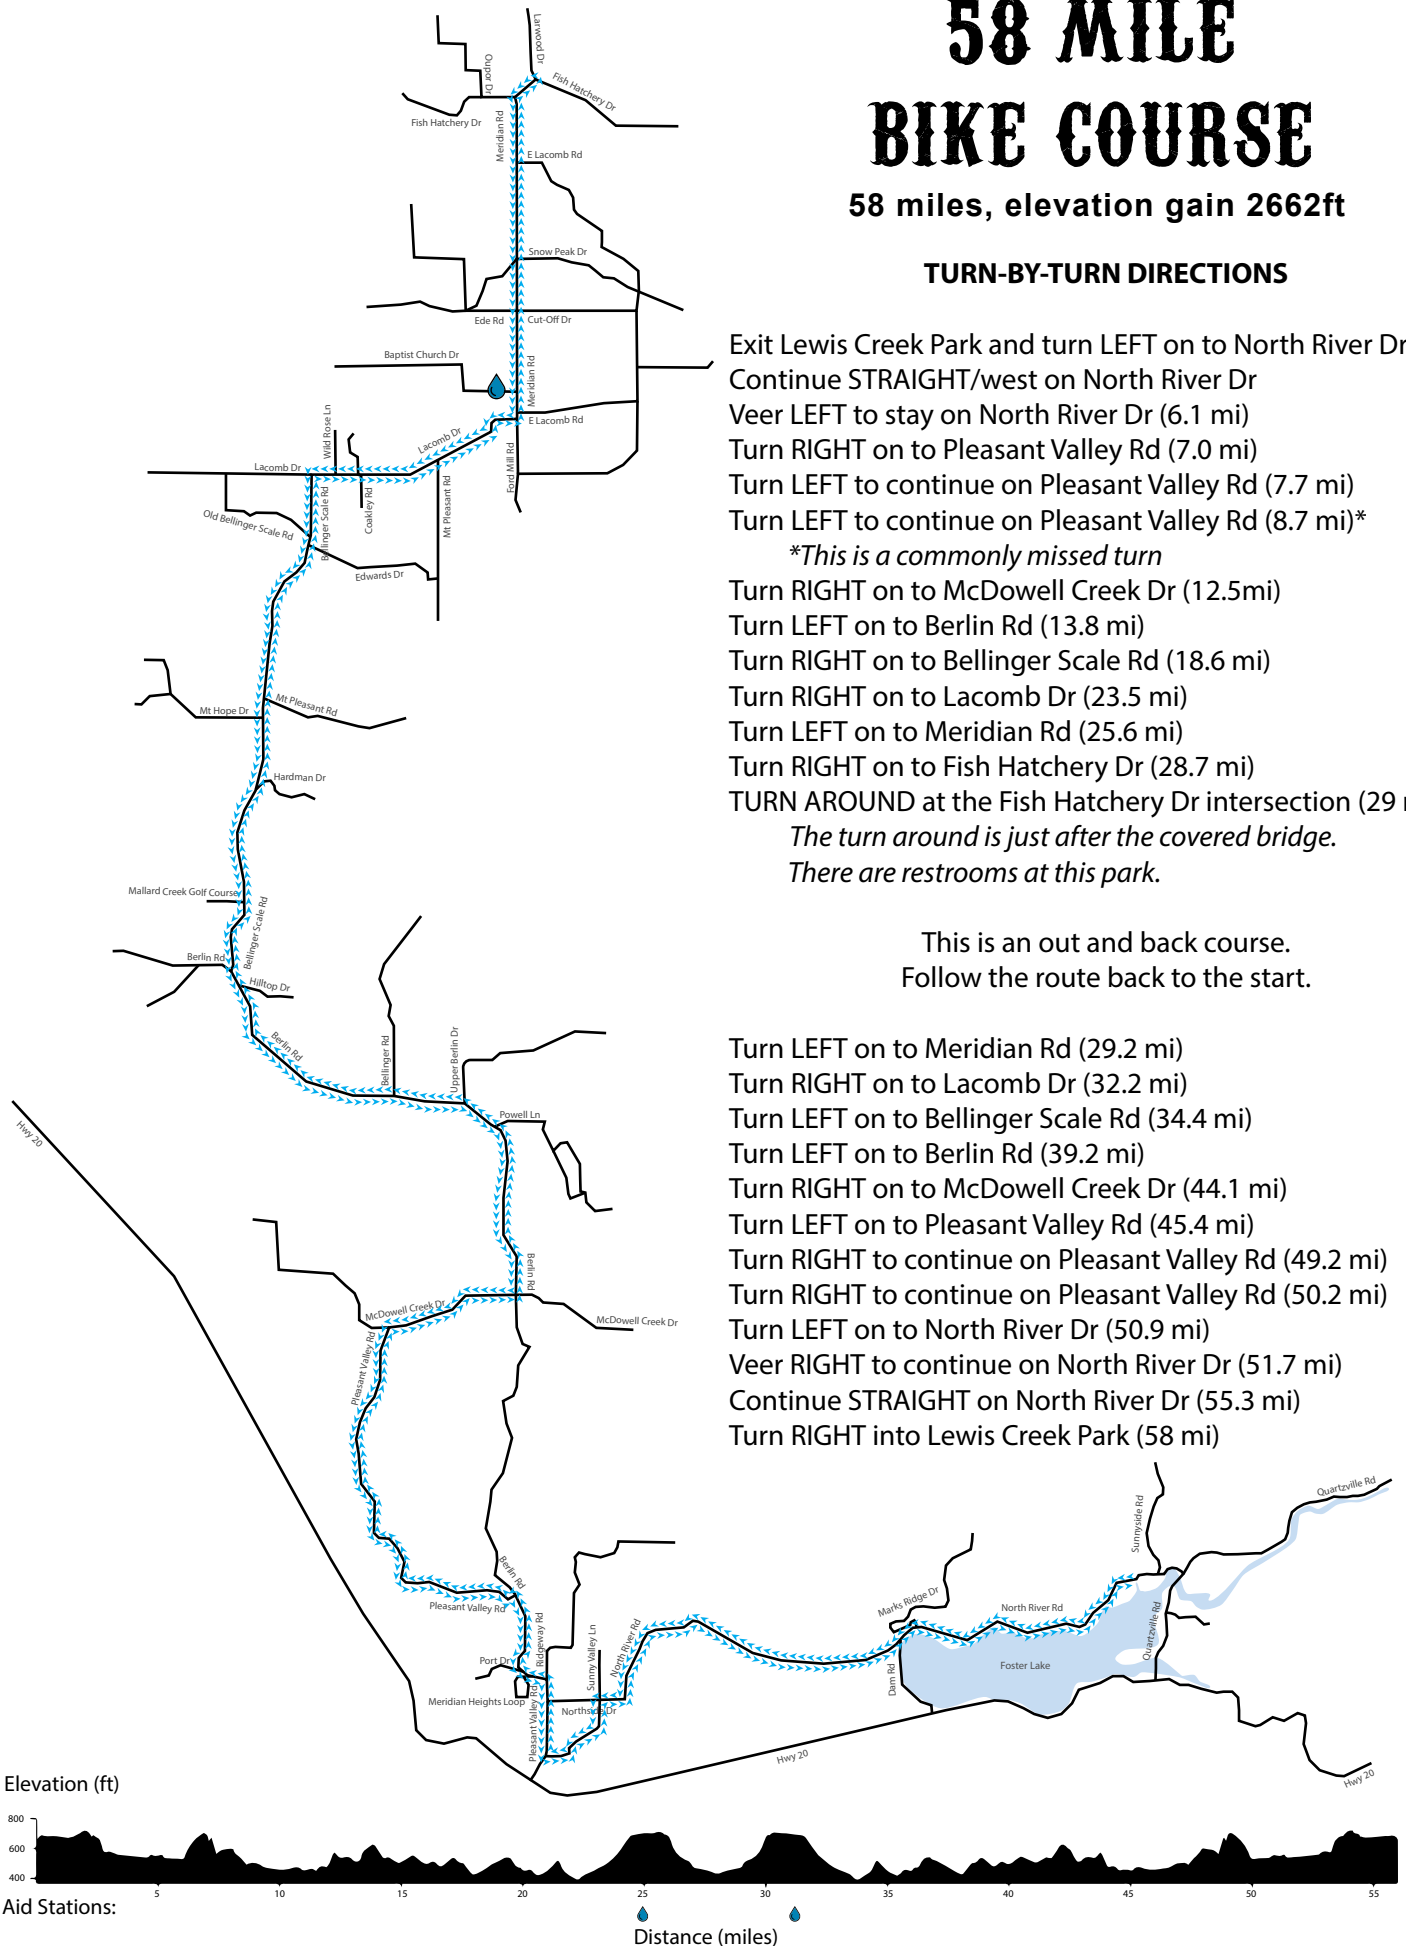 58 MILE
BIKE COURSE
58 miles, elevation gain 2662ft
TURN-BY-TURN DIRECTIONS
Exit Lewis Creek Park and turn LEFT on to North River Dr
Continue STRAIGHT/west on North River Dr
Veer LEFT to stay on North River Dr (6.1 mi)
Turn RIGHT on to Pleasant Valley Rd (7.0 mi)
Turn LEFT to continue on Pleasant Valley Rd (7.7 mi)
Turn LEFT to continue on Pleasant Valley Rd (8.7 mi)*
*This is a commonly missed turn
Turn RIGHT on to McDowell Creek Dr (12.5mi)
Turn LEFT on to Berlin Rd (13.8 mi)
Turn RIGHT on to Bellinger Scale Rd (18.6 mi)
Turn RIGHT on to Lacomb Dr (23.5 mi)
Turn LEFT on to Meridian Rd (25.6 mi)
Turn RIGHT on to Fish Hatchery Dr (28.7 mi)
TURN AROUND at the Fish Hatchery Dr intersection (29
The turn around is just after the covered bridge.
There are restrooms at this park.
This is an out and back course.
Follow the route back to the start.
Turn LEFT on to Meridian Rd (29.2 mi)
Turn RIGHT on to Lacomb Dr (32.2 mi)
Turn LEFT on to Bellinger Scale Rd (34.4 mi)
Turn LEFT on to Berlin Rd (39.2 mi)
Turn RIGHT on to McDowell Creek Dr (44.1 mi)
Turn LEFT on to Pleasant Valley Rd (45.4 mi)
Turn RIGHT to continue on Pleasant Valley Rd (49.2 mi)
Turn RIGHT to continue on Pleasant Valley Rd (50.2 mi)
Turn LEFT on to North River Dr (50.9 mi)
Veer RIGHT to continue on North River Dr (51.7 mi)
Continue STRAIGHT on North River Dr (55.3 mi)
Turn RIGHT into Lewis Creek Park (58 mi)
Larwood Dr
Oupor Dr
Fish Hatchery Dr
Fish Hatchery Dr
Meridian Rd
E Lacomb Rd
Snow Peak Dr
Ede Rd
Cut-Off Dr
Baptist Church Dr
Meridian Rd
E Lacomb Rd
Wild Rose Ln
Lacomb Dr
Lacomb Dr
Ford Mill Rd
Bellinger Scale Rd
Coakley Rd
Mt Pleasant Rd
Old Bellinger Scale Rd
Edwards Dr
Mt Pleasant Rd
Mt Hope Dr
Hardman Dr
Mallard Creek Golf Course
Bellinger Scale Rd
Berlin Rd
Hilltop Dr
Berlin Rd
Bellinger Rd
Upper Berlin Dr
Powell Ln
Hwy 20
Berlin Rd
McDowell Creek Dr
McDowell Creek Dr
Pleasant Valley Rd
Berlin Rd
Pleasant Valley Rd
Ridgeway Rd
Port Dr
Sunny Valley Ln
North River Rd
Meridian Heights Loop
Pleasant Valley Rd
Northside Dr
Marks Ridge Dr
North River Rd
Sunnyside Rd
Quartzville Rd
Quartzville Rd
Dam Rd
Foster Lake
Hwy 20
Hwy 20
Elevation (ft)
800
600
400
5 10 15 20 25 30 35 40 45 50 55
Aid Stations:
Distance (miles)